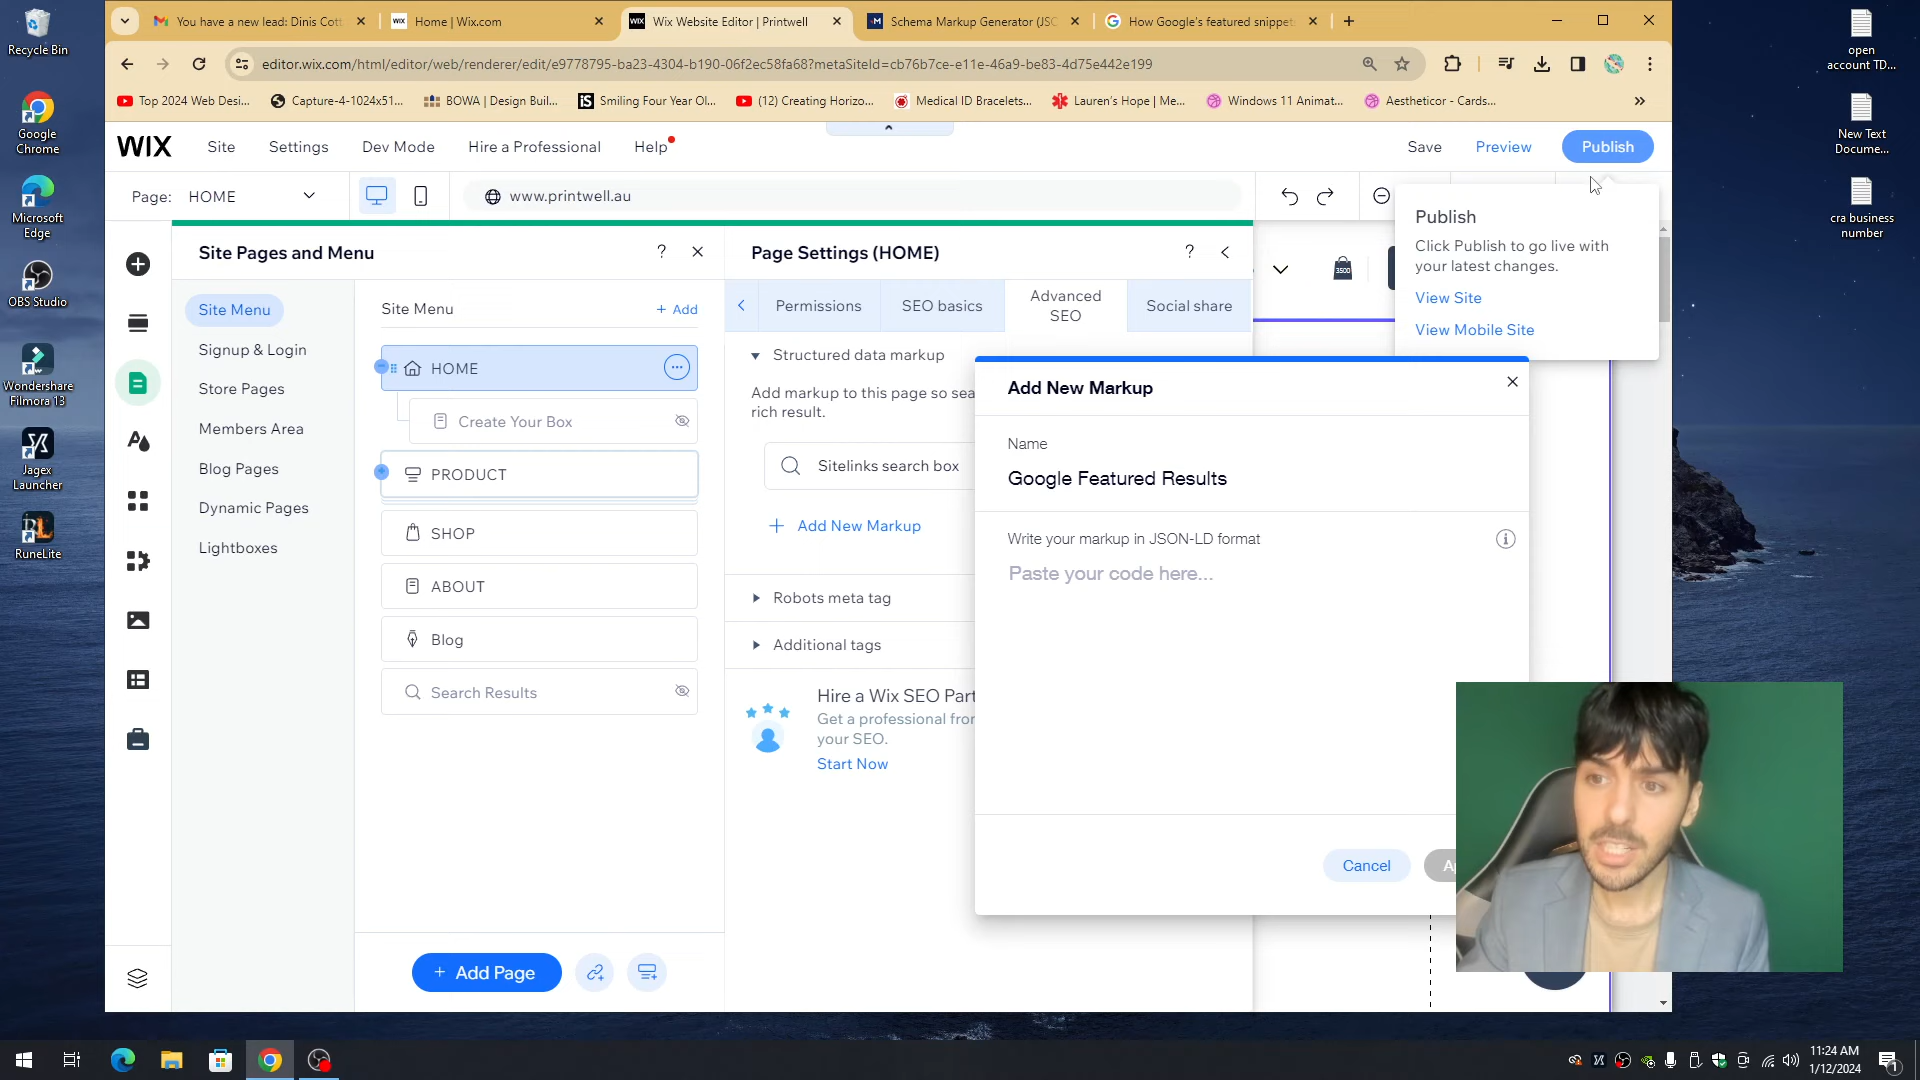 Recycle Bin
Google
Chrome
Microsoft
Edge
OBS Studio
Wondershare
Filmora 13
Jagex
Launcher
RuneLite
You have a new lead: Dinis Cott
Home | Wix.com
Wix Website Editor | Printwell
Schema Markup Generator (JSC
How Google's featured snippet
editor.wix.com/html/editor/web/renderer/edit/e9778795-ba23-4304-b190-06f2ec58fa68?metaSiteId=cb76b7ce-e11e-46a9-be83-4d75e442e199
Top 2024 Web Desi...
Capture-4-1024x51...
BOWA | Design Buil...
Smiling Four Year Ol...
(12) Creating Horizo...
Medical ID Bracelets...
Lauren's Hope | Me...
Windows 11 Animat...
Aestheticor - Cards...
WIX
Site
Settings
Dev Mode
Hire a Professional
Help
Save
Preview
Publish
Page: HOME
www.printwell.au
Publish
Click Publish to go live with
your latest changes.
View Site
View Mobile Site
Site Pages and Menu
?
Site Menu
Signup & Login
Store Pages
Members Area
Blog Pages
Dynamic Pages
Lightboxes
Site Menu
+ Add
HOME
Create Your Box
PRODUCT
SHOP
ABOUT
Blog
Search Results
+ Add Page
Page Settings (HOME)
?
Permissions
SEO basics
Advanced
SEO
Social share
Structured data markup
Add markup to this page so sea
rich result.
Sitelinks search box
+ Add New Markup
Robots meta tag
Additional tags
Hire a Wix SEO Part
Get a professional fror
your SEO.
Start Now
3500
Add New Markup
Name
Google Featured Results
Write your markup in JSON-LD format
Paste your code here...
Cancel
A
open
account TD...
New Text
Docume...
cra business
number
11:24 AM
1/12/2024
1